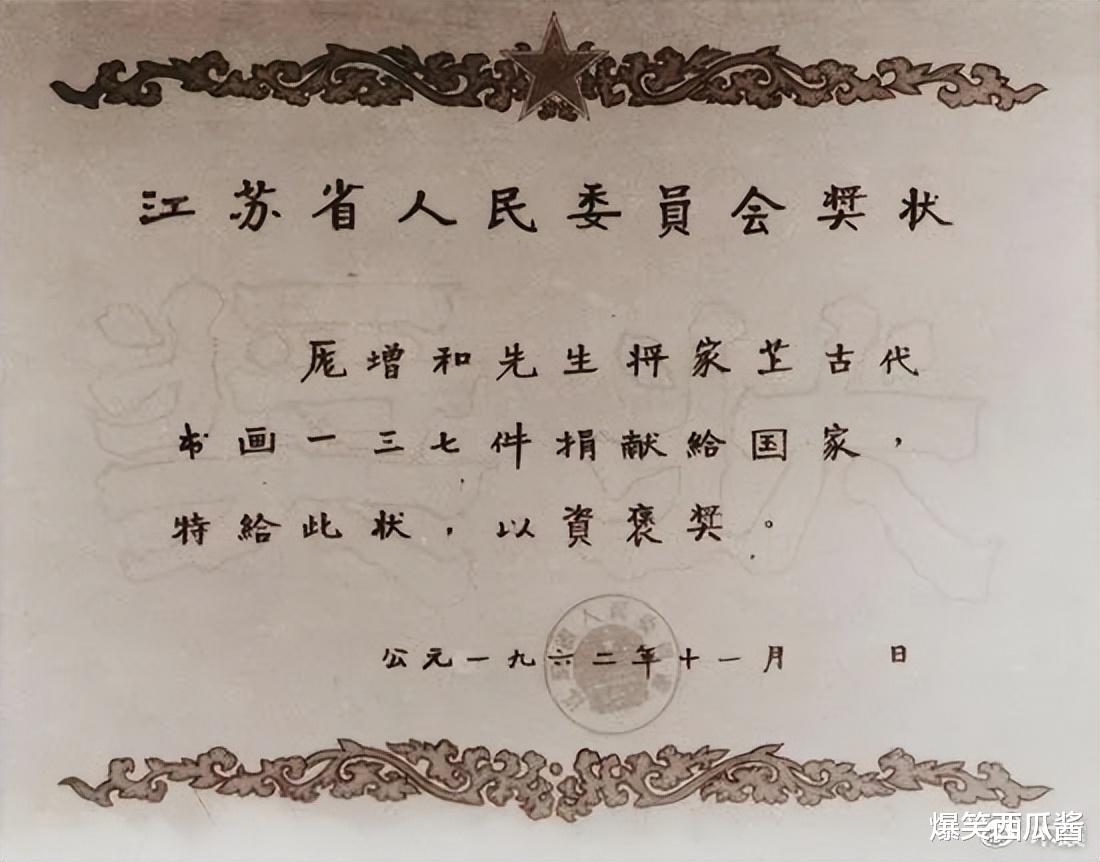 江苏省人民委員会奬状
厐增和先生将家芷古代
书画一三七件捐献給国家，
特給此状，以資褒奬。
公元一九六二年十一月 日
爆笑西瓜酱